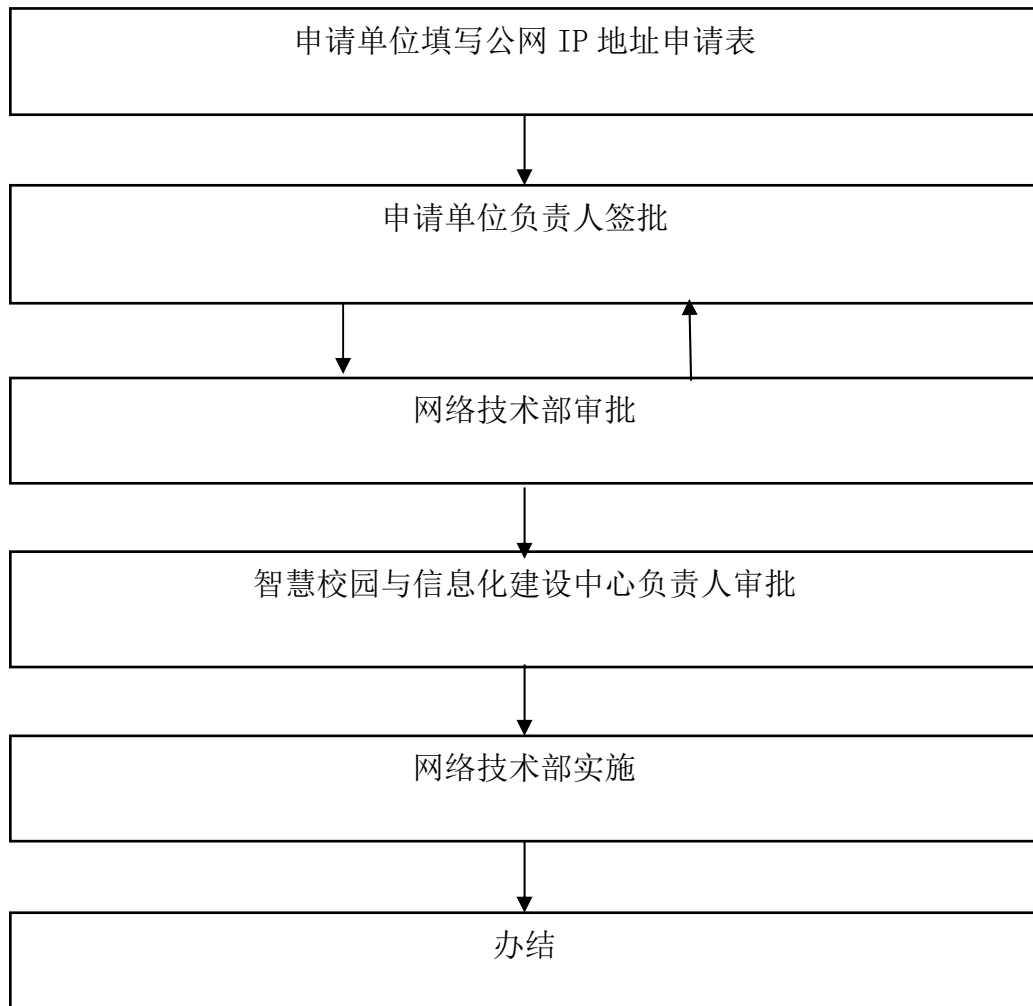 申请单位填写公网 IP 地址申请表
申请单位负责人签批
网络技术部审批
智慧校园与信息化建设中心负责人审批
网络技术部实施
办结